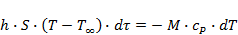 h · S · (T − T∞) · dτ = − M · cP · dT